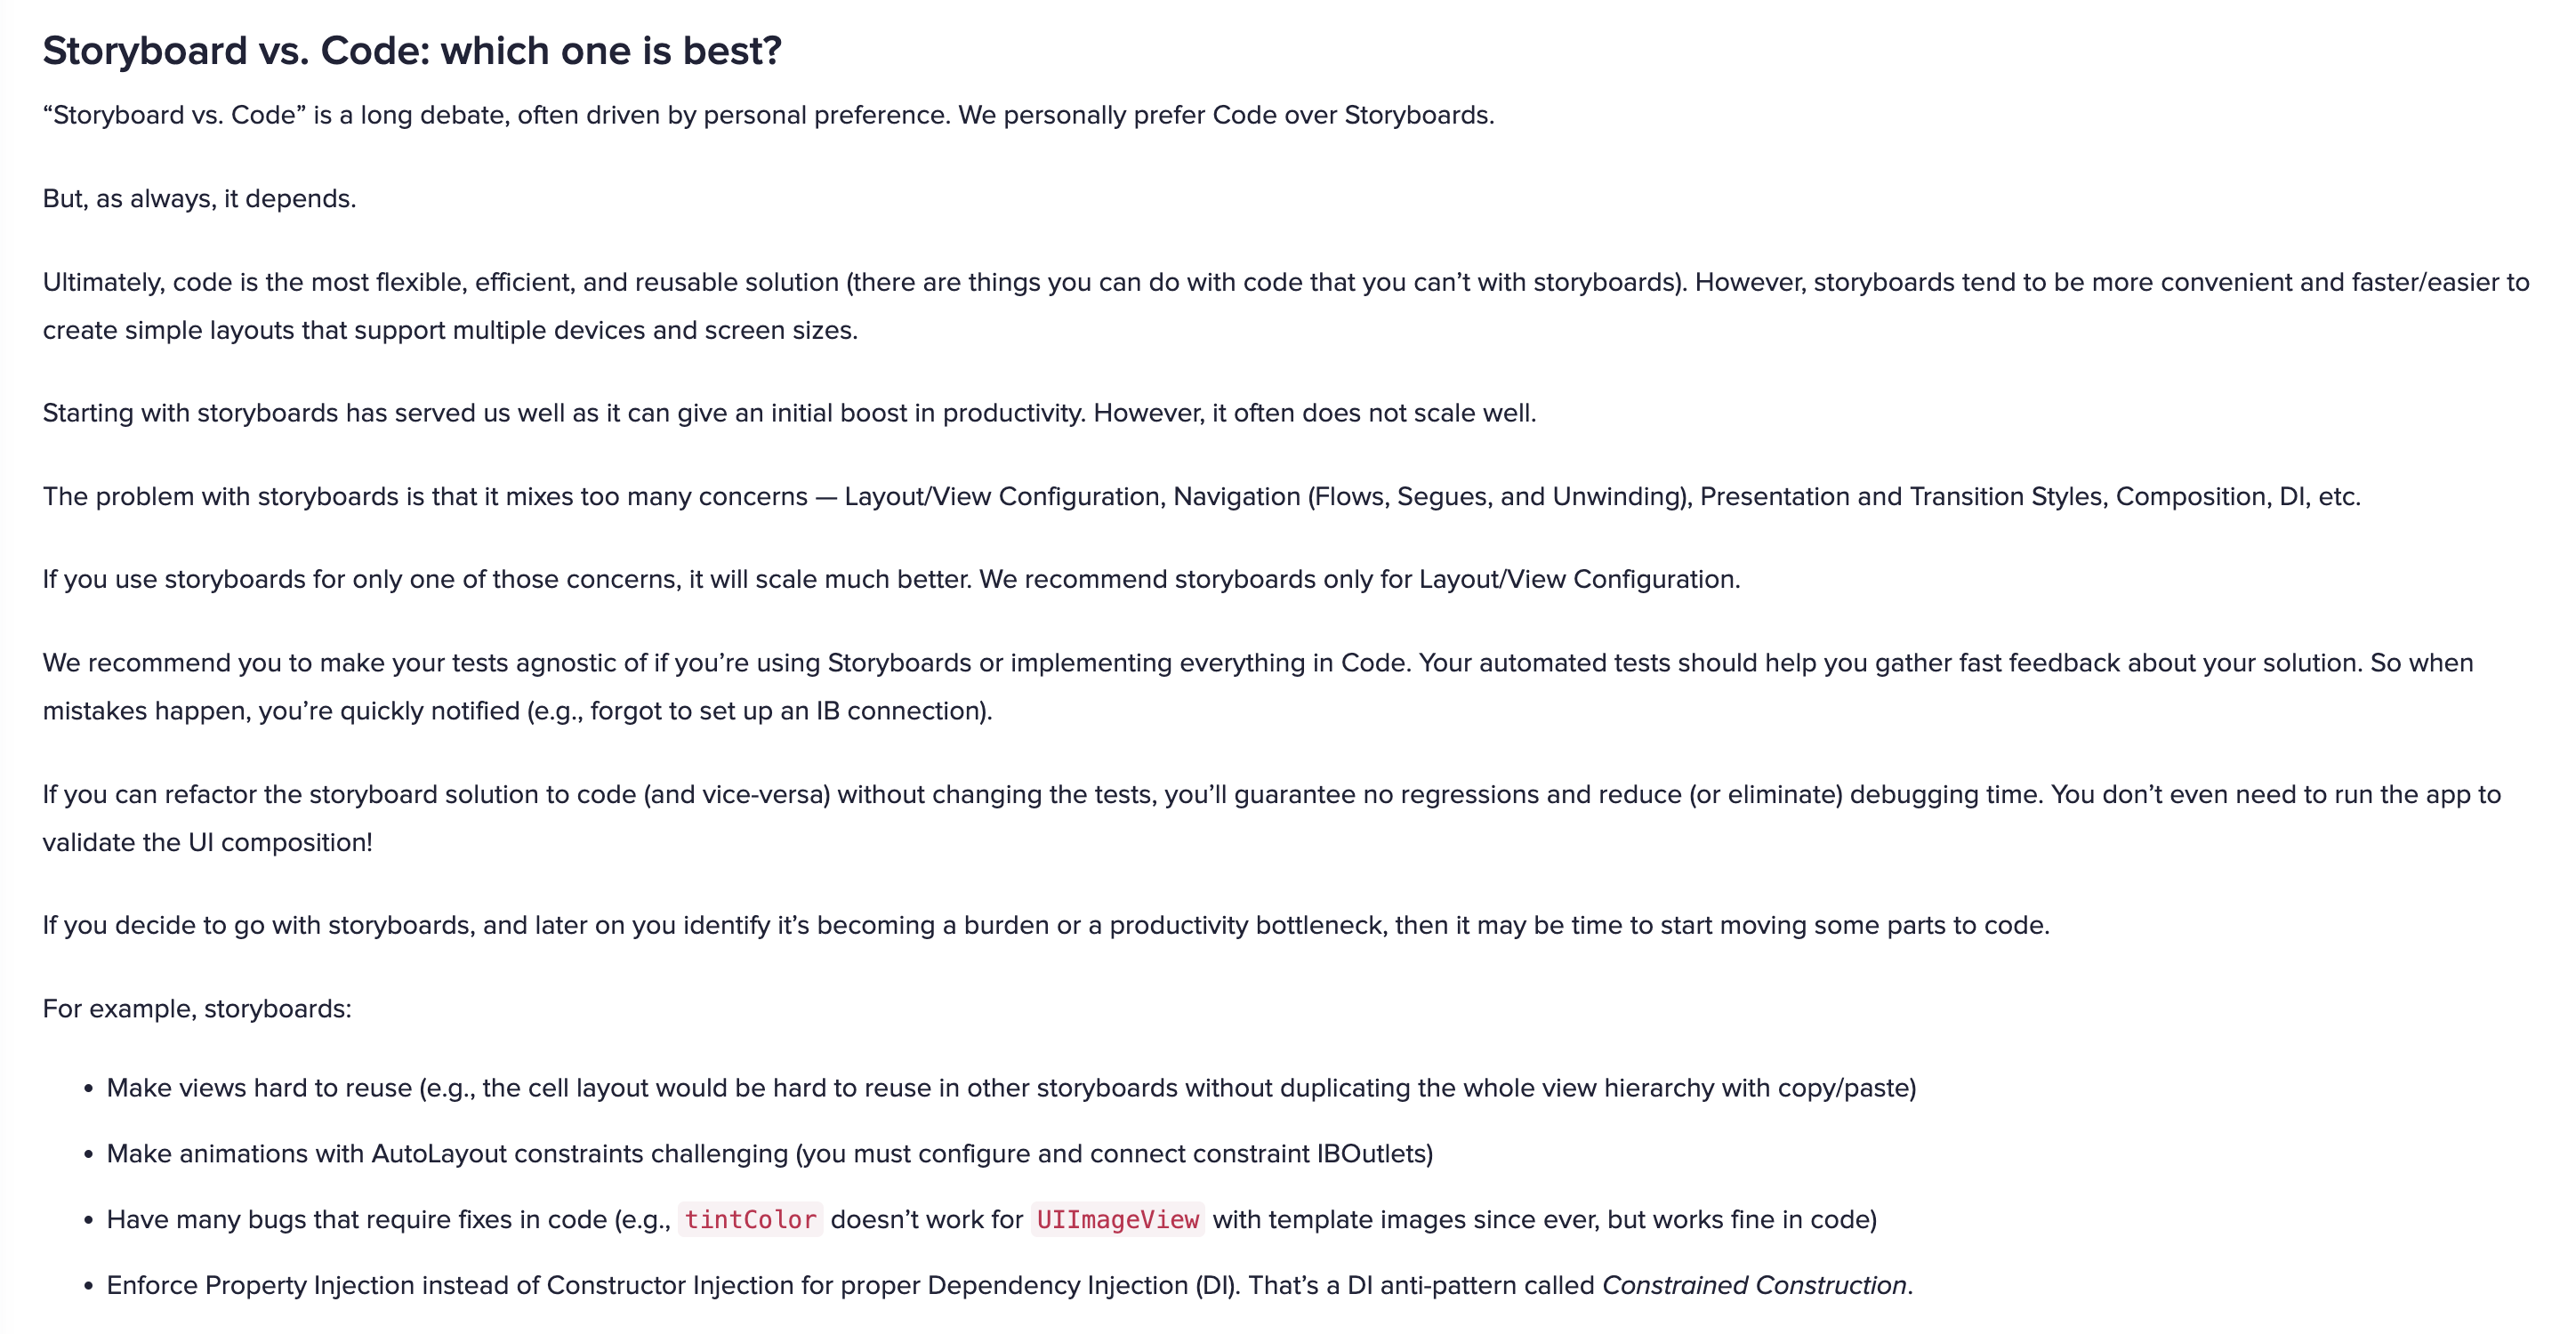 Storyboard vs. Code: which one is best?
“Storyboard vs. Code” is a long debate, often driven by personal preference. We personally prefer Code over Storyboards.
But, as always, it depends.
Ultimately, code is the most flexible, efficient, and reusable solution (there are things you can do with code that you can’t with storyboards). However, storyboards tend to be more convenient and faster/easier to
create simple layouts that support multiple devices and screen sizes.
Starting with storyboards has served us well as it can give an initial boost in productivity. However, it often does not scale well.
The problem with storyboards is that it mixes too many concerns — Layout/View Configuration, Navigation (Flows, Segues, and Unwinding), Presentation and Transition Styles, Composition, DI, etc.
If you use storyboards for only one of those concerns, it will scale much better. We recommend storyboards only for Layout/View Configuration.
We recommend you to make your tests agnostic of if you’re using Storyboards or implementing everything in Code. Your automated tests should help you gather fast feedback about your solution. So when
mistakes happen, you’re quickly notified (e.g., forgot to set up an IB connection).
If you can refactor the storyboard solution to code (and vice-versa) without changing the tests, you’ll guarantee no regressions and reduce (or eliminate) debugging time. You don’t even need to run the app to
validate the UI composition!
If you decide to go with storyboards, and later on you identify it’s becoming a burden or a productivity bottleneck, then it may be time to start moving some parts to code.
For example, storyboards:
• Make views hard to reuse (e.g., the cell layout would be hard to reuse in other storyboards without duplicating the whole view hierarchy with copy/paste)
• Make animations with AutoLayout constraints challenging (you must configure and connect constraint IBOutlets)
• Have many bugs that require fixes in code (e.g., tintColor doesn’t work for UIImageView with template images since ever, but works fine in code)
• Enforce Property Injection instead of Constructor Injection for proper Dependency Injection (DI). That’s a DI anti-pattern called Constrained Construction.